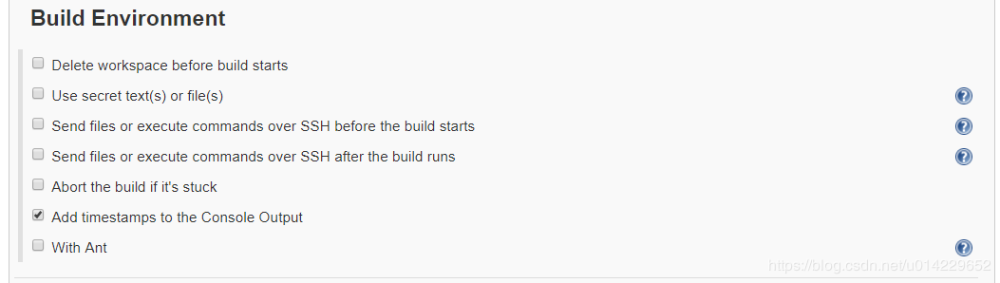 Build Environment
Delete workspace before build starts
Use secret text(s) or file(s)
Send files or execute commands over SSH before the build starts
Send files or execute commands over SSH after the build runs
Abort the build if it's stuck
Add timestamps to the Console Output
With Ant
https://blog.csdn.net/u014229652